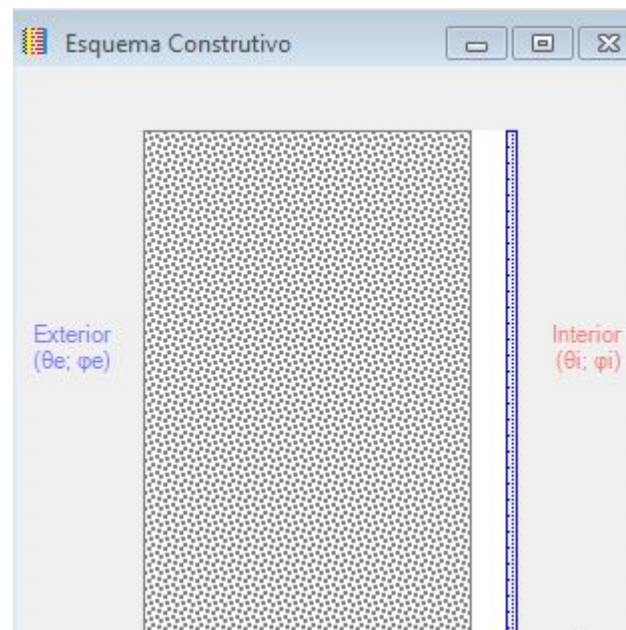 Esquema Construtivo
Exterior
(θe; φe)
Interior
(θi; φi)